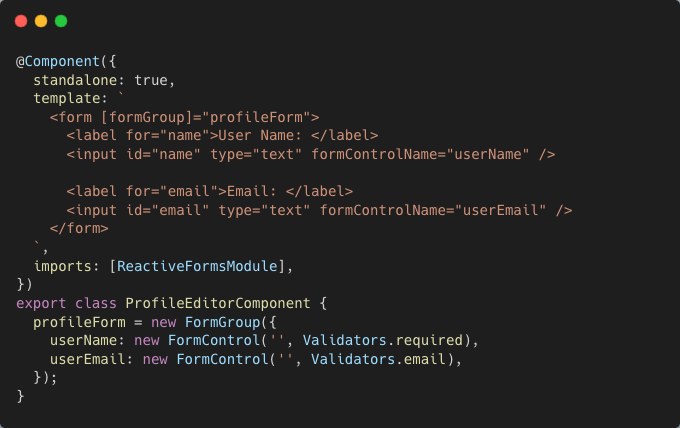 @Component({
  standalone: true,
  template: `
    <form [formGroup]="profileForm">
      <label for="name">User Name: </label>
      <input id="name" type="text" formControlName="userName" />

      <label for="email">Email: </label>
      <input id="email" type="text" formControlName="userEmail" />
    </form>
  `,
  imports: [ReactiveFormsModule],
})
export class ProfileEditorComponent {
  profileForm = new FormGroup({
    userName: new FormControl('', Validators.required),
    userEmail: new FormControl('', Validators.email),
  });
}